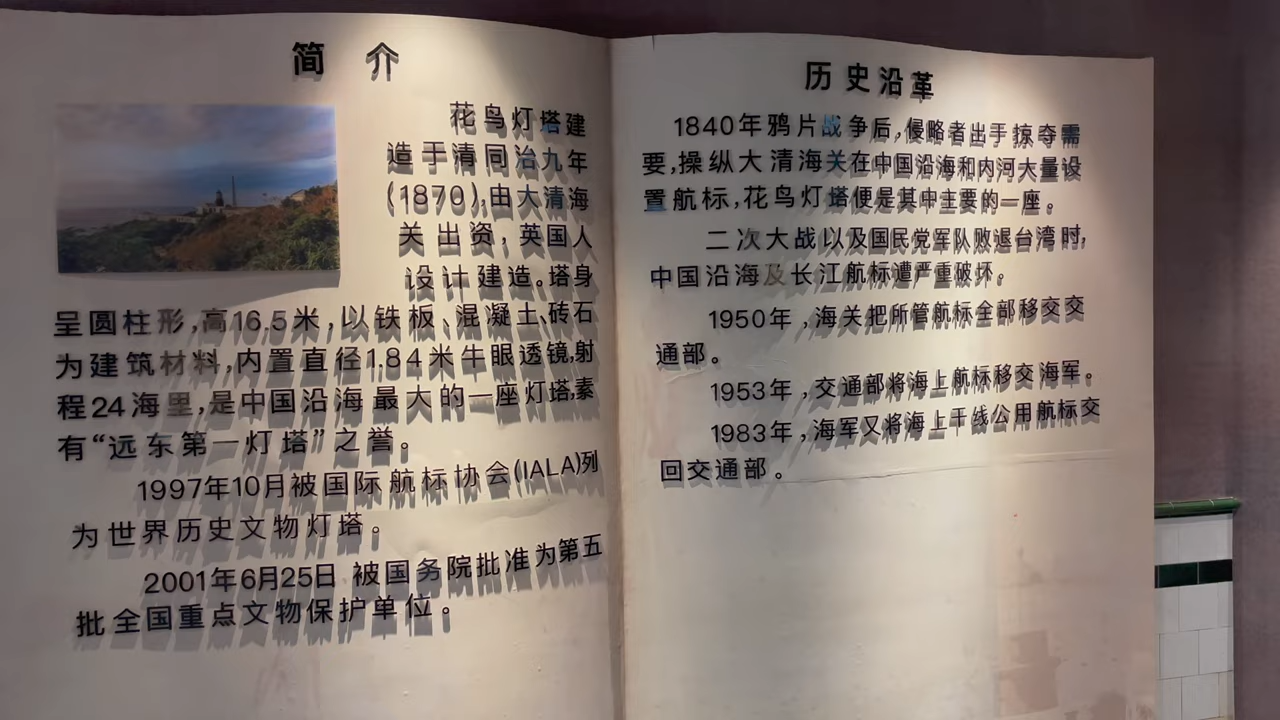 简介
花鸟灯塔建
造于清同治九年
(1870),由大清海
关出资,英国人
设计建造。塔身
呈圆柱形,高16.5米,以铁板、混凝土、砖石
为建筑材料,内置直径1.84米牛眼透镜,射
程24海里,是中国沿海最大的一座灯塔,素
有“远东第一灯塔”之誉。
1997年10月被国际航标协会(IALA)列
为世界历史文物灯塔。
2001年6月25日 被国务院批准为第五
批全国重点文物保护单位。
历史沿革
1840年鸦片战争后,侵略者出于掠夺需
要,操纵大清海关在中国沿海和内河大量设
置航标,花鸟灯塔便是其中主要的一座。
二次大战以及国民党军队败退台湾时,
中国沿海及长江航标遭严重破坏。
1950年,海关把所管航标全部移交交
通部。
1953年,交通部将海上航标移交海军。
1983年,海军又将海上干线公用航标交
回交通部。